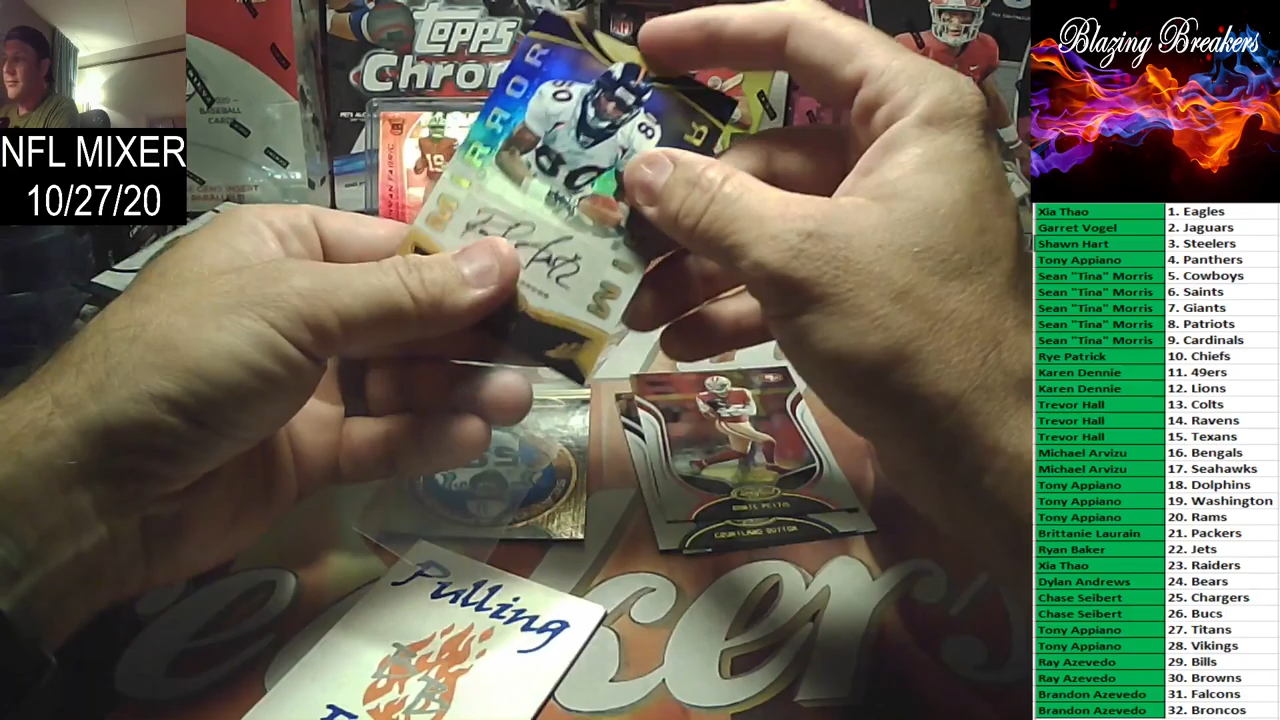 Topps
Chrome
MIRROR
80
80
19
BASEBALL
CARDS
NFL MIXER
10/27/20
COURTLAND SUTTON
Pulling
Blazing Breakers
Xia Thao 1. Eagles
Garret Vogel 2. Jaguars
Shawn Hart 3. Steelers
Tony Appiano 4. Panthers
Sean "Tina" Morris 5. Cowboys
Sean "Tina" Morris 6. Saints
Sean "Tina" Morris 7. Giants
Sean "Tina" Morris 8. Patriots
Sean "Tina" Morris 9. Cardinals
Rye Patrick 10. Chiefs
Karen Dennie 11. 49ers
Karen Dennie 12. Lions
Trevor Hall 13. Colts
Trevor Hall 14. Ravens
Trevor Hall 15. Texans
Michael Arvizu 16. Bengals
Michael Arvizu 17. Seahawks
Tony Appiano 18. Dolphins
Tony Appiano 19. Washington
Tony Appiano 20. Rams
Brittanie Laurain 21. Packers
Ryan Baker 22. Jets
Xia Thao 23. Raiders
Dylan Andrews 24. Bears
Chase Seibert 25. Chargers
Chase Seibert 26. Bucs
Tony Appiano 27. Titans
Tony Appiano 28. Vikings
Ray Azevedo 29. Bills
Ray Azevedo 30. Browns
Brandon Azevedo 31. Falcons
Brandon Azevedo 32. Broncos